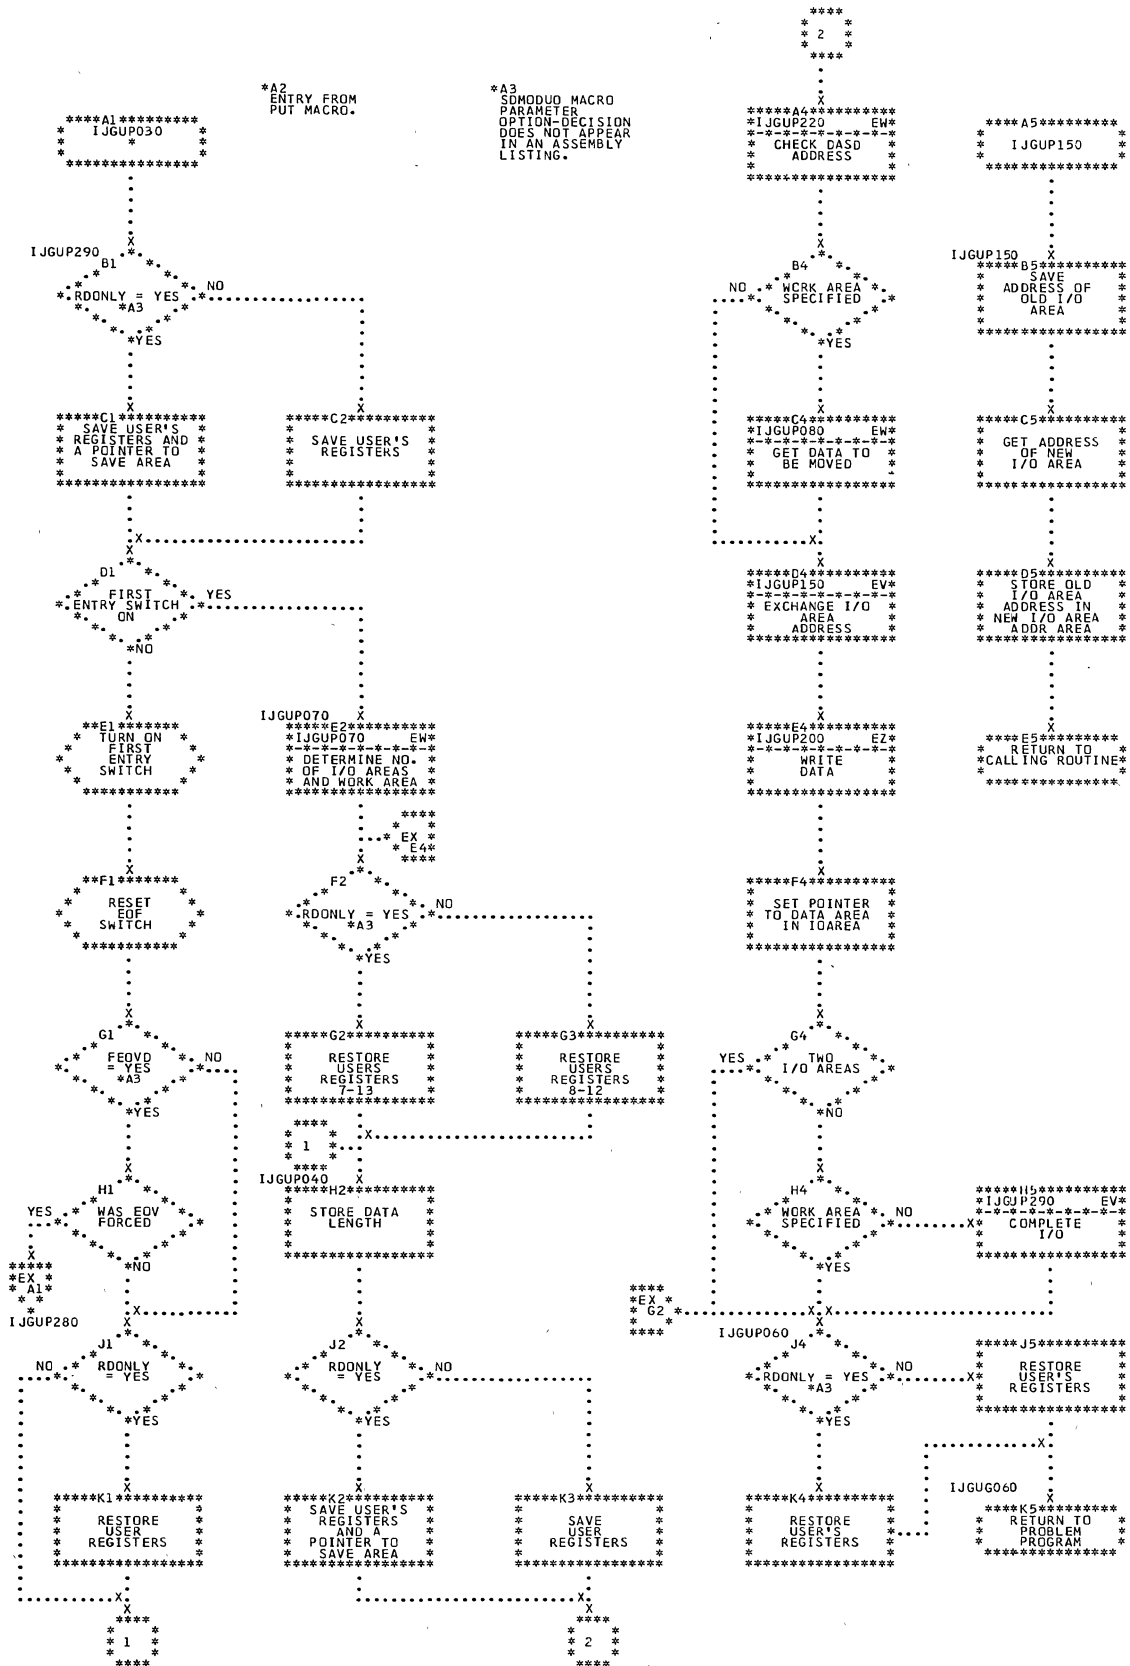 *A2
ENTRY FROM
PUT MACRO.
*A3
SDMODUO MACRO
PARAMETER
OPTION-DECISION
DOES NOT APPEAR
IN AN ASSEMBLY
LISTING.
A1
IJGUP030
*
IJGUP290
B1
RDONLY = YES
*A3
NO
YES
C1
SAVE USER'S
REGISTERS AND
A POINTER TO
SAVE AREA
C2
SAVE USER'S
REGISTERS
D1
FIRST
ENTRY SWITCH
ON
YES
NO
E1
TURN ON
FIRST
ENTRY
SWITCH
IJGUP070
E2
IJGUP070 EW
DETERMINE NO.
OF I/O AREAS
AND WORK AREA
EX
E4
F1
RESET
EOF
SWITCH
F2
RDONLY = YES
*A3
NO
YES
G1
FEOVD
= YES
*A3
NO
YES
G2
RESTORE
USERS
REGISTERS
7-13
G3
RESTORE
USERS
REGISTERS
8-12
1
H1
WAS EOV
FORCED
YES
NO
EX
A1
IJGUP280
IJGUP040
H2
STORE DATA
LENGTH
J1
RDONLY
= YES
NO
YES
J2
RDONLY
= YES
NO
YES
K1
RESTORE
USER
REGISTERS
K2
SAVE USER'S
REGISTERS
AND A
POINTER TO
SAVE AREA
K3
SAVE
USER
REGISTERS
1
2
2
A4
IJGUP220 EW
CHECK DASD
ADDRESS
B4
WORK AREA
SPECIFIED
NO
YES
C4
IJGUP080 EW
GET DATA TO
BE MOVED
D4
IJGUP150 EV
EXCHANGE I/O
AREA
ADDRESS
E4
IJGUP200 EZ
WRITE
DATA
F4
SET POINTER
TO DATA AREA
IN IOAREA
G4
TWO
I/O AREAS
YES
NO
H4
WORK AREA
SPECIFIED
NO
YES
H5
IJGUP290 EV
COMPLETE
I/O
EX
G2
IJGUP060
J4
RDONLY = YES
*A3
NO
YES
J5
RESTORE
USER'S
REGISTERS
K4
RESTORE
USER'S
REGISTERS
IJGUG060
K5
RETURN TO
PROBLEM
PROGRAM
A5
IJGUP150
IJGUP150
B5
SAVE
ADDRESS OF
OLD I/O
AREA
C5
GET ADDRESS
OF NEW
I/O AREA
D5
STORE OLD
I/O AREA
ADDRESS IN
NEW I/O AREA
ADDR AREA
E5
RETURN TO
CALLING ROUTINE